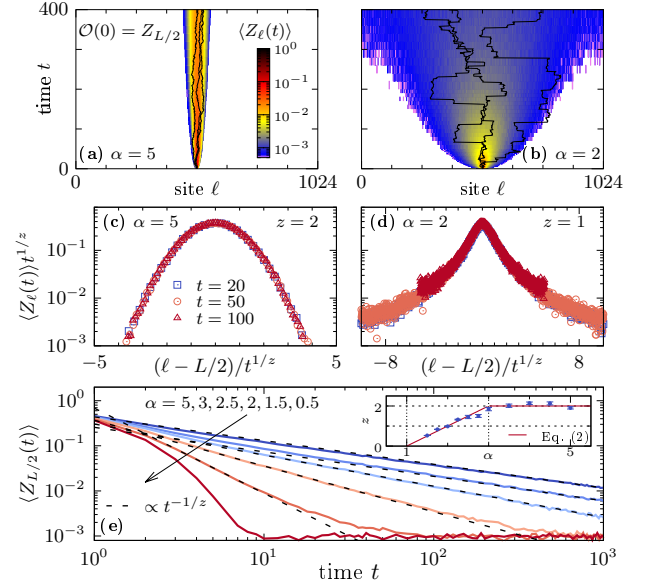 400
200
0
time t
𝒪(0) = Z_{L/2}
⟨Z_ℓ(t)⟩
10^0
10^{-1}
10^{-2}
10^{-3}
(a) α = 5
0
site ℓ
1024
(b) α = 2
0
site ℓ
1024
⟨Z_ℓ(t)⟩t^{1/z}
10^{-1}
10^{-2}
10^{-3}
(c) α = 5
z = 2
t = 20
t = 50
t = 100
−5
(ℓ − L/2)/t^{1/z}
5
(d) α = 2
z = 1
−8
(ℓ − L/2)/t^{1/z}
8
⟨Z_{L/2}(t)⟩
10^0
10^{-1}
10^{-2}
10^{-3}
α = 5, 3, 2.5, 2, 1.5, 0.5
∝ t^{-1/z}
(e)
z
2
0
1
α
5
Eq. (2)
10^0
10^1
10^2
10^3
time t